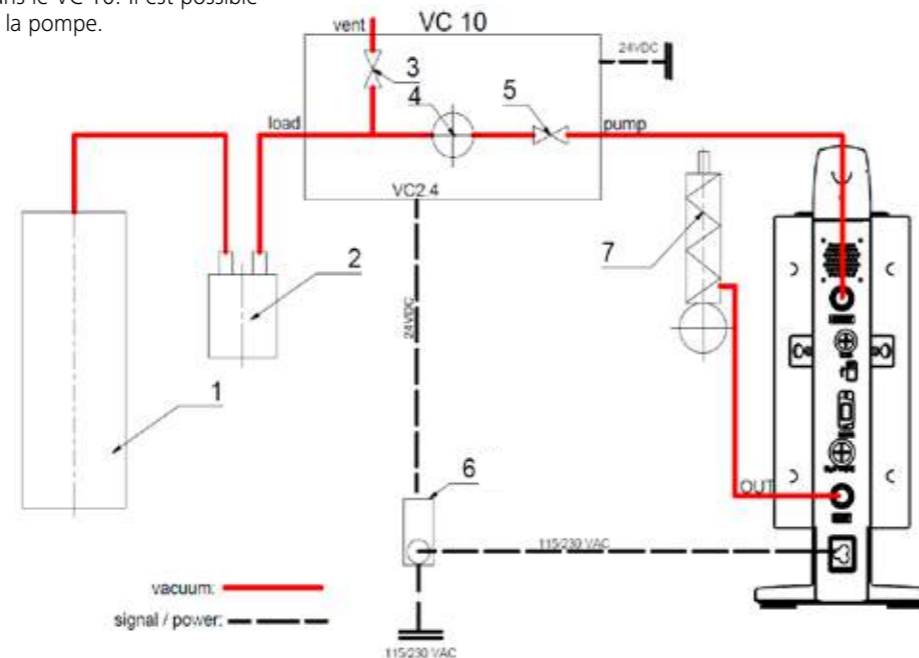 dans le VC 10. Il est possible
la pompe.
vent
VC 10
24VDC
3
4
5
load
pump
VC2.4
2
7
24VDC
1
6
OUT
115/230 VAC
vacuum:
signal / power:
115/230 VAC